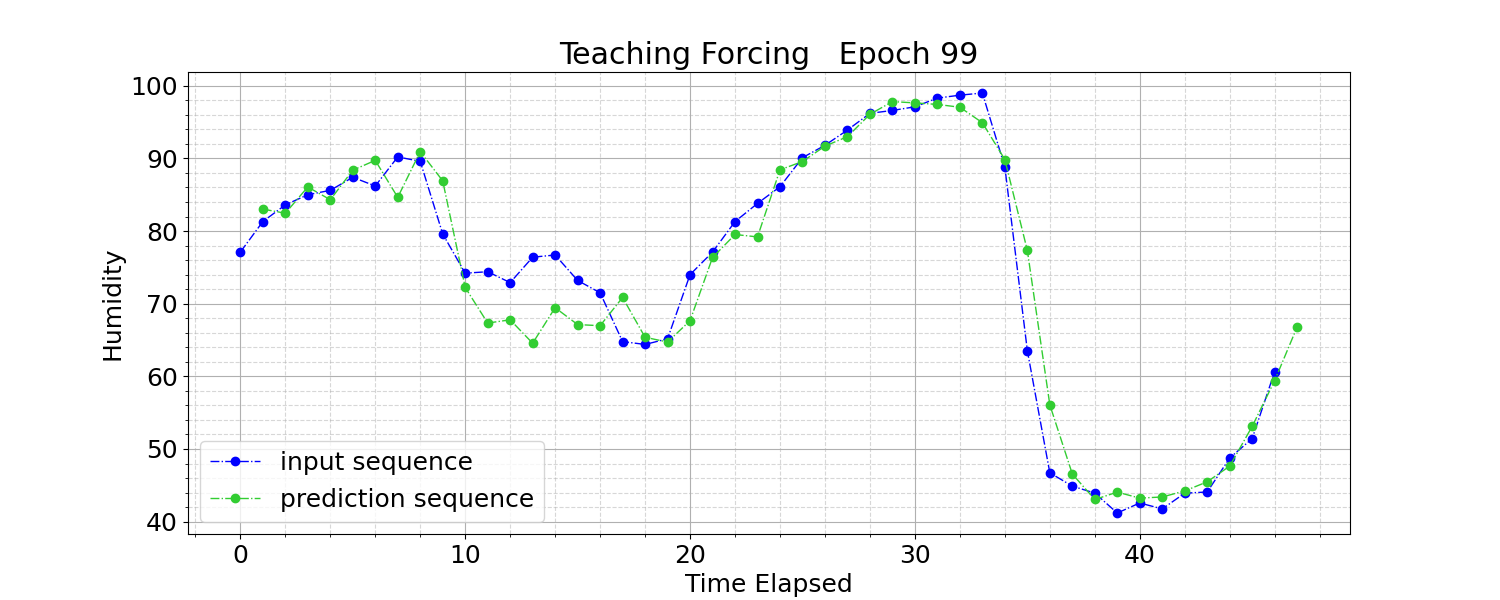 Teaching Forcing   Epoch 99
100
90
80
70
60
50
40
Humidity
input sequence
prediction sequence
0 10 20 30 40
Time Elapsed